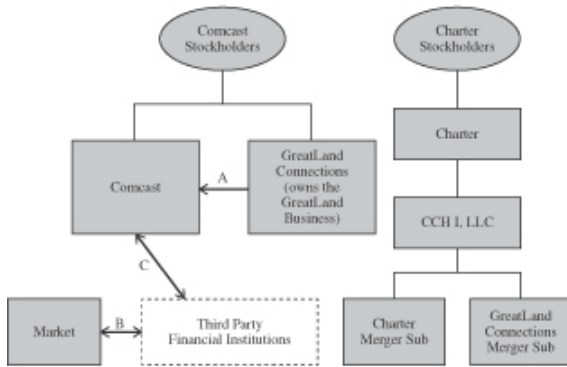 Comcast
Stockholders
Charter
Stockholders
Comcast
A
GreatLand
Connections
(owns the
GreatLand
Business)
Charter
CCH I, LLC
C
Market
B
Third Party
Financial Institutions
Charter
Merger Sub
GreatLand
Connections
Merger Sub